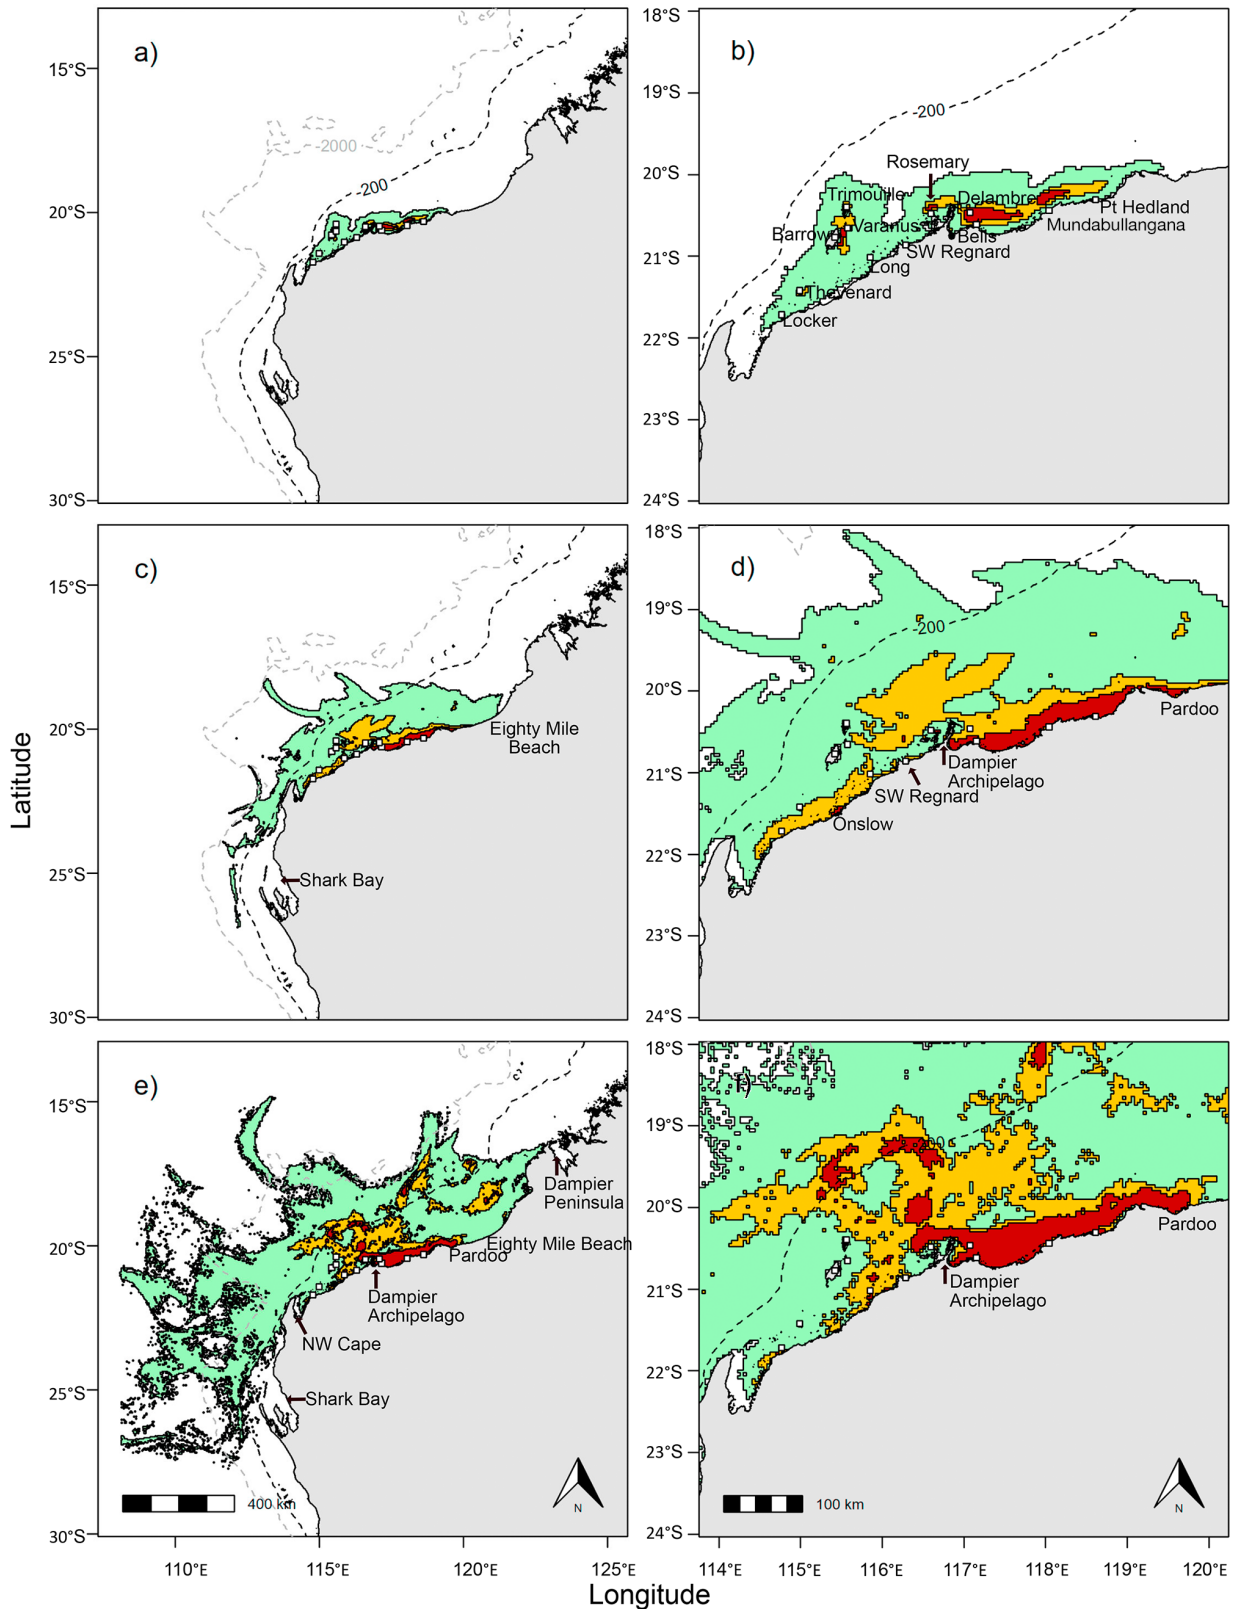 a)
15°S
20°S
25°S
30°S
-2000
-200
b)
18°S
19°S
20°S
21°S
22°S
23°S
24°S
-200
Rosemary
Trimouille
Delambre
Pt Hedland
Varanus
Mundabullangana
Barrow
Bells
SW Regnard
Long
Thevenard
Locker
c)
15°S
20°S
25°S
30°S
Eighty Mile
Beach
Shark Bay
d)
18°S
19°S
20°S
21°S
22°S
23°S
24°S
-200
Pardoo
Dampier
Archipelago
SW Regnard
Onslow
e)
15°S
20°S
25°S
30°S
Dampier
Peninsula
Eighty Mile Beach
Pardoo
Dampier
Archipelago
NW Cape
Shark Bay
400 km
N
110°E
115°E
120°E
125°E
f)
18°S
19°S
20°S
21°S
22°S
23°S
24°S
Pardoo
Dampier
Archipelago
100 km
N
114°E
115°E
116°E
117°E
118°E
119°E
120°E
Latitude
Longitude